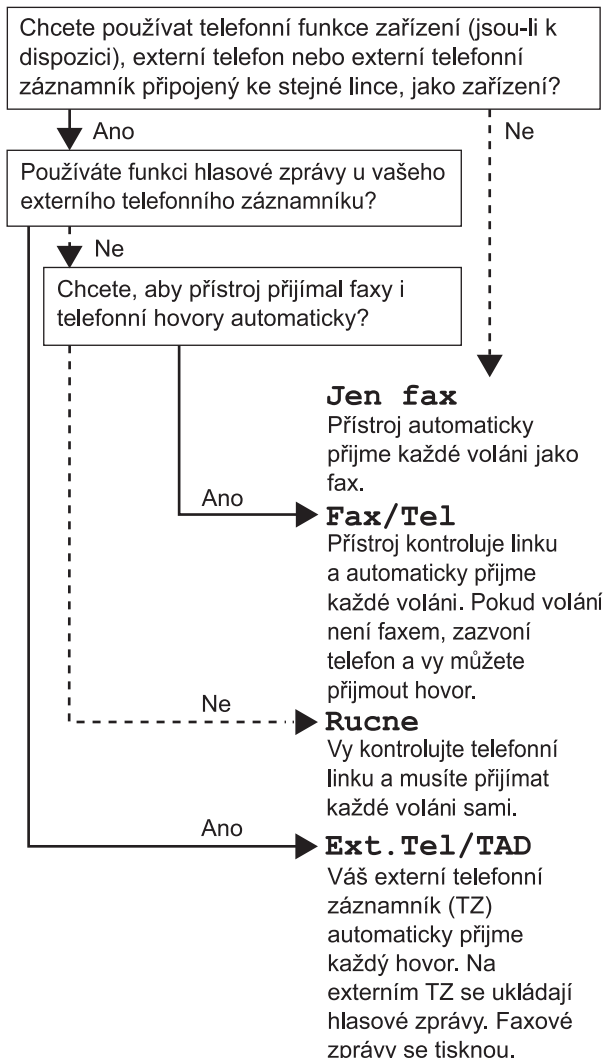 Chcete používat telefonní funkce zařízení (jsou-li k
dispozici), externí telefon nebo externí telefonní
záznamník připojený ke stejné lince, jako zařízení?
Ano
Ne
Používáte funkci hlasové zprávy u vašeho
externího telefonního záznamníku?
Ne
Chcete, aby přístroj přijímal faxy i
telefonní hovory automaticky?
Jen fax
Přístroj automaticky
přijme každé voláni jako
fax.
Ano
Fax/Tel
Přístroj kontroluje linku
a automaticky přijme
každé voláni. Pokud volání
není faxem, zazvoní
telefon a vy můžete
přijmout hovor.
Ne
Rucne
Vy kontrolujte telefonní
linku a musíte přijímat
každé voláni sami.
Ano
Ext.Tel/TAD
Váš externí telefonní
záznamník (TZ)
automaticky přijme
každý hovor. Na
externím TZ se ukládají
hlasové zprávy. Faxové
zprávy se tisknou.